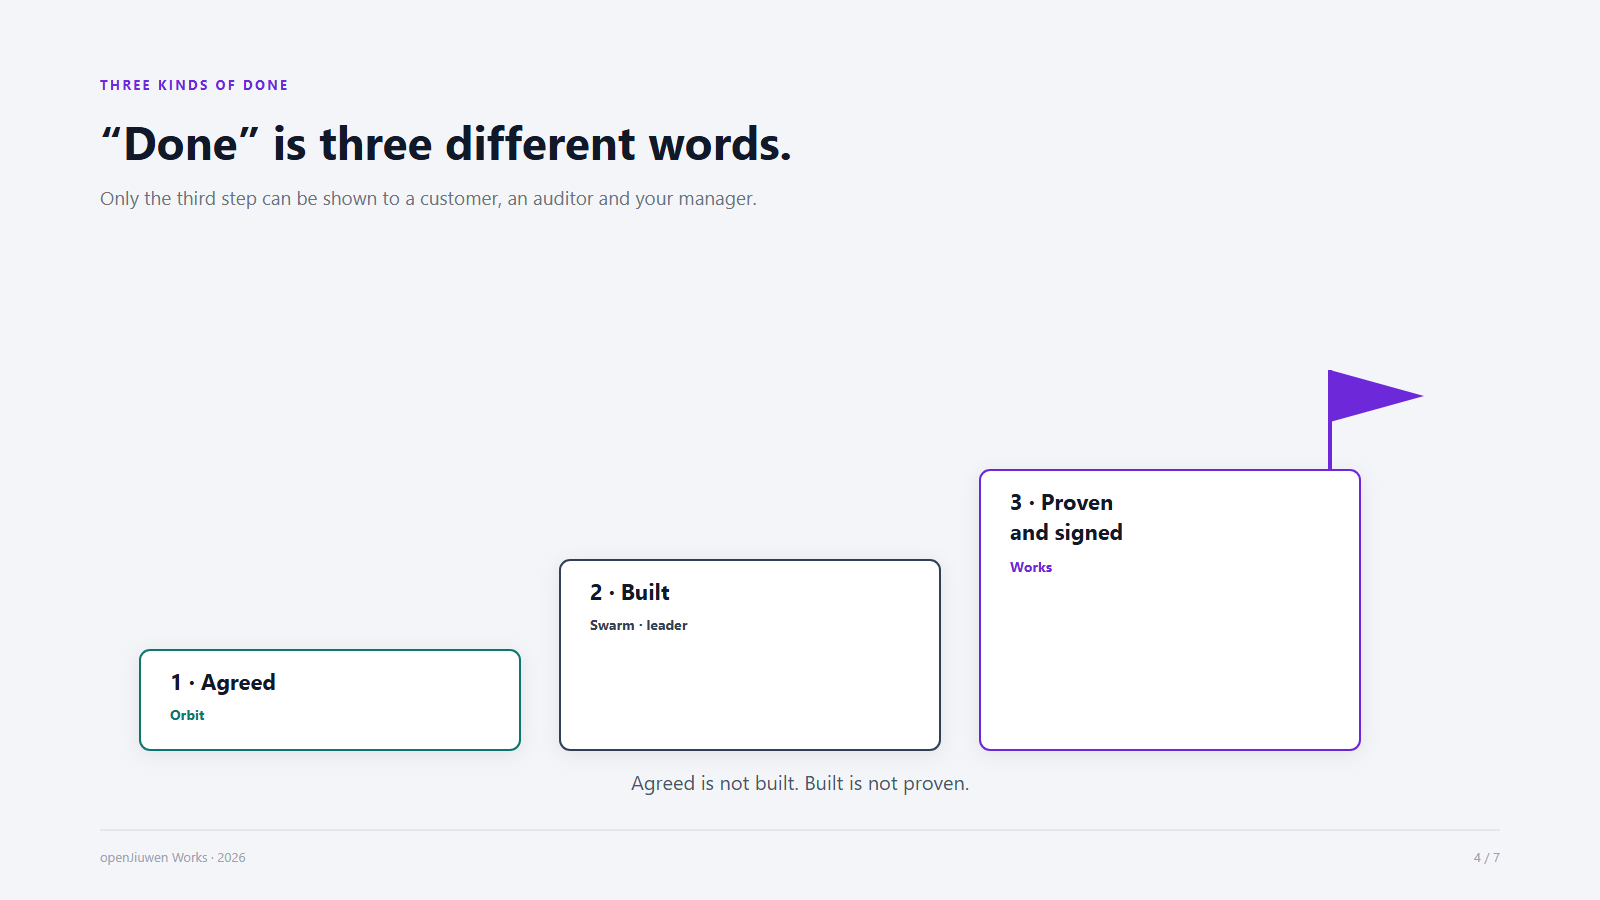 THREE KINDS OF DONE
“Done” is three different words.
Only the third step can be shown to a customer, an auditor and your manager.
1 · Agreed
Orbit
2 · Built
Swarm · leader
3 · Proven
and signed
Works
Agreed is not built. Built is not proven.
openJiuwen Works · 2026
4 / 7